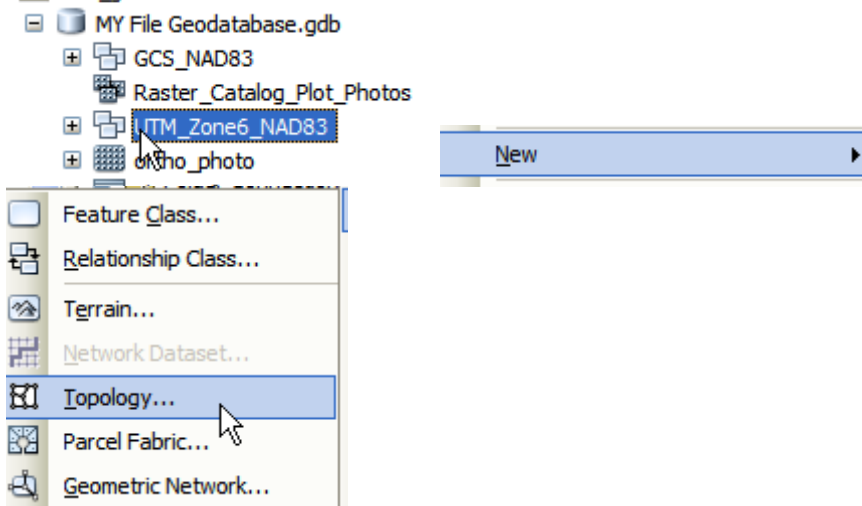 MY File Geodatabase.gdb
GCS_NAD83
Raster_Catalog_Plot_Photos
UTM_Zone6_NAD83
ortho_photo
New
Feature Class...
Relationship Class...
Terrain...
Network Dataset...
Topology...
Parcel Fabric...
Geometric Network...